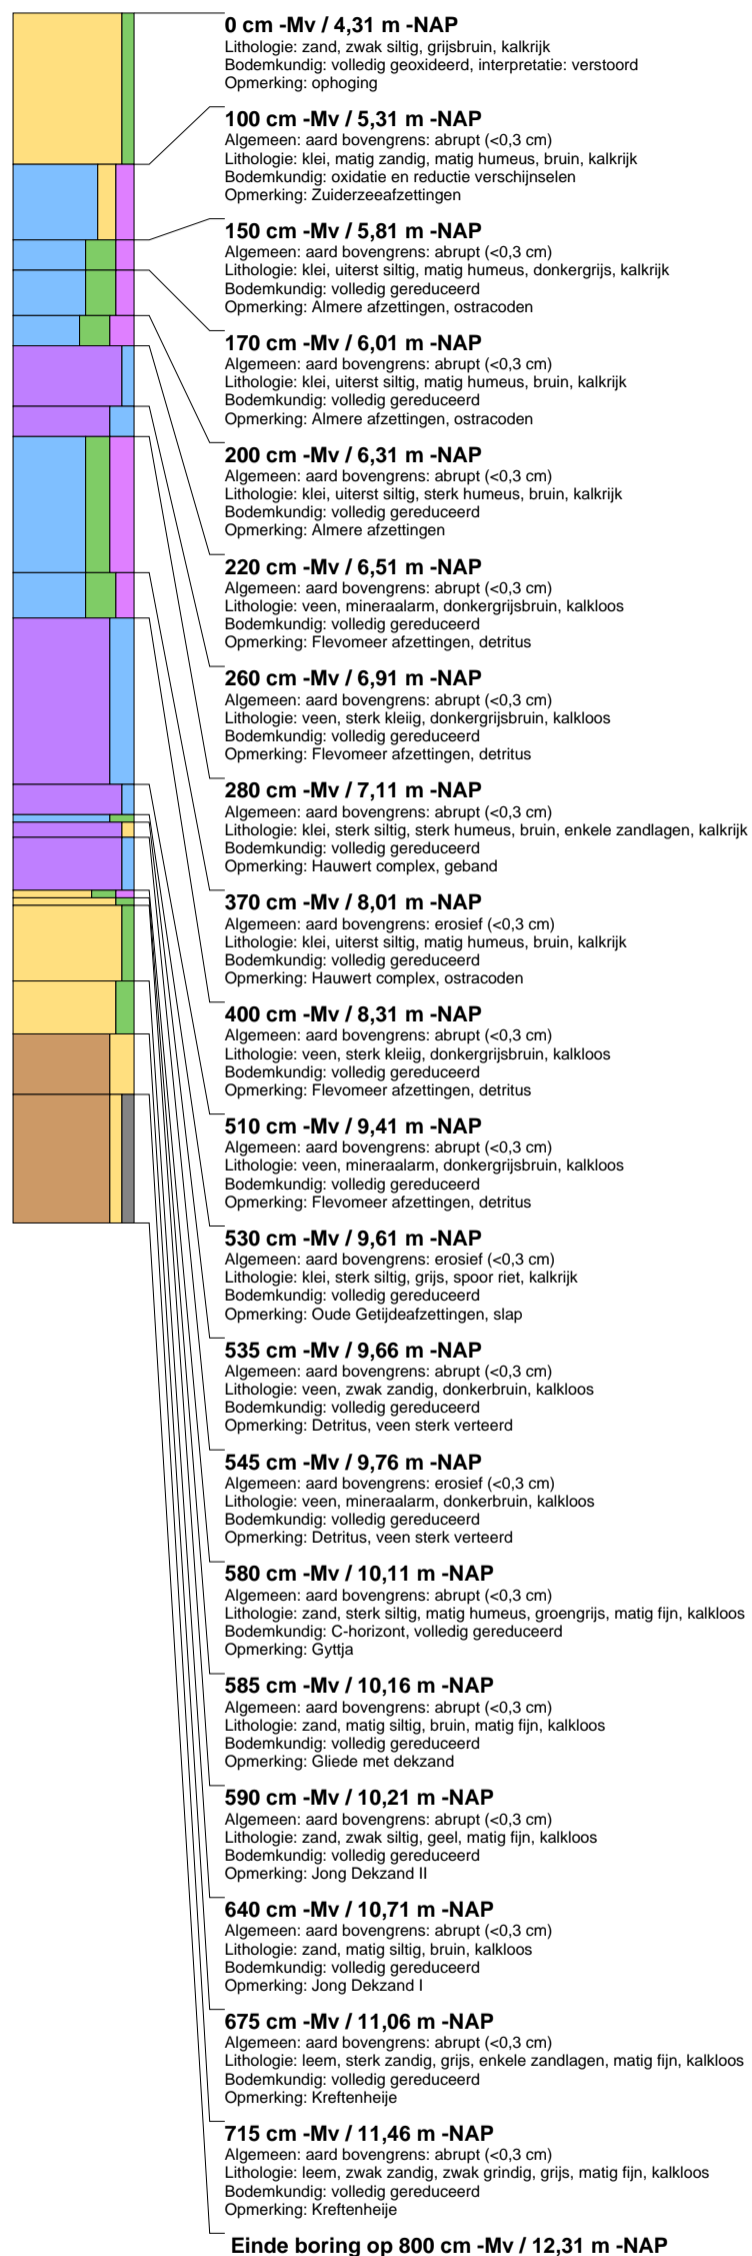 0 cm -Mv / 4,31 m -NAP
Lithologie: zand, zwak siltig, grijsbruin, kalkrijk
Bodemkundig: volledig geoxideerd, interpretatie: verstoord
Opmerking: ophoging
100 cm -Mv / 5,31 m -NAP
Algemeen: aard bovengrens: abrupt (<0,3 cm)
Lithologie: klei, matig zandig, matig humeus, bruin, kalkrijk
Bodemkundig: oxidatie en reductie verschijnselen
Opmerking: Zuiderzeeafzettingen
150 cm -Mv / 5,81 m -NAP
Algemeen: aard bovengrens: abrupt (<0,3 cm)
Lithologie: klei, uiterst siltig, matig humeus, donkergrijs, kalkrijk
Bodemkundig: volledig gereduceerd
Opmerking: Almere afzettingen, ostracoden
170 cm -Mv / 6,01 m -NAP
Algemeen: aard bovengrens: abrupt (<0,3 cm)
Lithologie: klei, uiterst siltig, matig humeus, bruin, kalkrijk
Bodemkundig: volledig gereduceerd
Opmerking: Almere afzettingen, ostracoden
200 cm -Mv / 6,31 m -NAP
Algemeen: aard bovengrens: abrupt (<0,3 cm)
Lithologie: klei, uiterst siltig, sterk humeus, bruin, kalkrijk
Bodemkundig: volledig gereduceerd
Opmerking: Almere afzettingen
220 cm -Mv / 6,51 m -NAP
Algemeen: aard bovengrens: abrupt (<0,3 cm)
Lithologie: veen, mineraalarm, donkergrijsbruin, kalkloos
Bodemkundig: volledig gereduceerd
Opmerking: Flevomeer afzettingen, detritus
260 cm -Mv / 6,91 m -NAP
Algemeen: aard bovengrens: abrupt (<0,3 cm)
Lithologie: veen, sterk kleiig, donkergrijsbruin, kalkloos
Bodemkundig: volledig gereduceerd
Opmerking: Flevomeer afzettingen, detritus
280 cm -Mv / 7,11 m -NAP
Algemeen: aard bovengrens: abrupt (<0,3 cm)
Lithologie: klei, sterk siltig, sterk humeus, bruin, enkele zandlagen, kalkrijk
Bodemkundig: volledig gereduceerd
Opmerking: Hauwert complex, geband
370 cm -Mv / 8,01 m -NAP
Algemeen: aard bovengrens: erosief (<0,3 cm)
Lithologie: klei, uiterst siltig, matig humeus, bruin, kalkrijk
Bodemkundig: volledig gereduceerd
Opmerking: Hauwert complex, ostracoden
400 cm -Mv / 8,31 m -NAP
Algemeen: aard bovengrens: abrupt (<0,3 cm)
Lithologie: veen, sterk kleiig, donkergrijsbruin, kalkloos
Bodemkundig: volledig gereduceerd
Opmerking: Flevomeer afzettingen, detritus
510 cm -Mv / 9,41 m -NAP
Algemeen: aard bovengrens: abrupt (<0,3 cm)
Lithologie: veen, mineraalarm, donkergrijsbruin, kalkloos
Bodemkundig: volledig gereduceerd
Opmerking: Flevomeer afzettingen, detritus
530 cm -Mv / 9,61 m -NAP
Algemeen: aard bovengrens: erosief (<0,3 cm)
Lithologie: klei, sterk siltig, grijs, spoor riet, kalkrijk
Bodemkundig: volledig gereduceerd
Opmerking: Oude Getijdeafzettingen, slap
535 cm -Mv / 9,66 m -NAP
Algemeen: aard bovengrens: abrupt (<0,3 cm)
Lithologie: veen, zwak zandig, donkerbruin, kalkloos
Bodemkundig: volledig gereduceerd
Opmerking: Detritus, veen sterk verteerd
545 cm -Mv / 9,76 m -NAP
Algemeen: aard bovengrens: erosief (<0,3 cm)
Lithologie: veen, mineraalarm, donkerbruin, kalkloos
Bodemkundig: volledig gereduceerd
Opmerking: Detritus, veen sterk verteerd
580 cm -Mv / 10,11 m -NAP
Algemeen: aard bovengrens: abrupt (<0,3 cm)
Lithologie: zand, sterk siltig, matig humeus, groengrijs, matig fijn, kalkloos
Bodemkundig: C-horizont, volledig gereduceerd
Opmerking: Gyttja
585 cm -Mv / 10,16 m -NAP
Algemeen: aard bovengrens: abrupt (<0,3 cm)
Lithologie: zand, matig siltig, bruin, matig fijn, kalkloos
Bodemkundig: volledig gereduceerd
Opmerking: Gliede met dekzand
590 cm -Mv / 10,21 m -NAP
Algemeen: aard bovengrens: abrupt (<0,3 cm)
Lithologie: zand, zwak siltig, geel, matig fijn, kalkloos
Bodemkundig: volledig gereduceerd
Opmerking: Jong Dekzand II
640 cm -Mv / 10,71 m -NAP
Algemeen: aard bovengrens: abrupt (<0,3 cm)
Lithologie: zand, matig siltig, bruin, kalkloos
Bodemkundig: volledig gereduceerd
Opmerking: Jong Dekzand I
675 cm -Mv / 11,06 m -NAP
Algemeen: aard bovengrens: abrupt (<0,3 cm)
Lithologie: leem, sterk zandig, grijs, enkele zandlagen, matig fijn, kalkloos
Bodemkundig: volledig gereduceerd
Opmerking: Kreftenheije
715 cm -Mv / 11,46 m -NAP
Algemeen: aard bovengrens: abrupt (<0,3 cm)
Lithologie: leem, zwak zandig, zwak grindig, grijs, matig fijn, kalkloos
Bodemkundig: volledig gereduceerd
Opmerking: Kreftenheije
Einde boring op 800 cm -Mv / 12,31 m -NAP